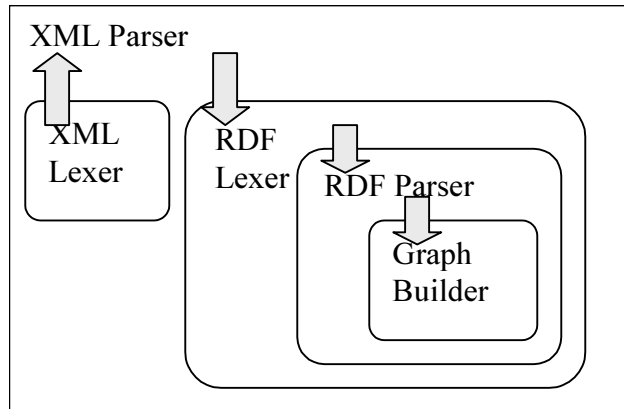 XML Parser
XML
Lexer
RDF
Lexer
RDF Parser
Graph
Builder